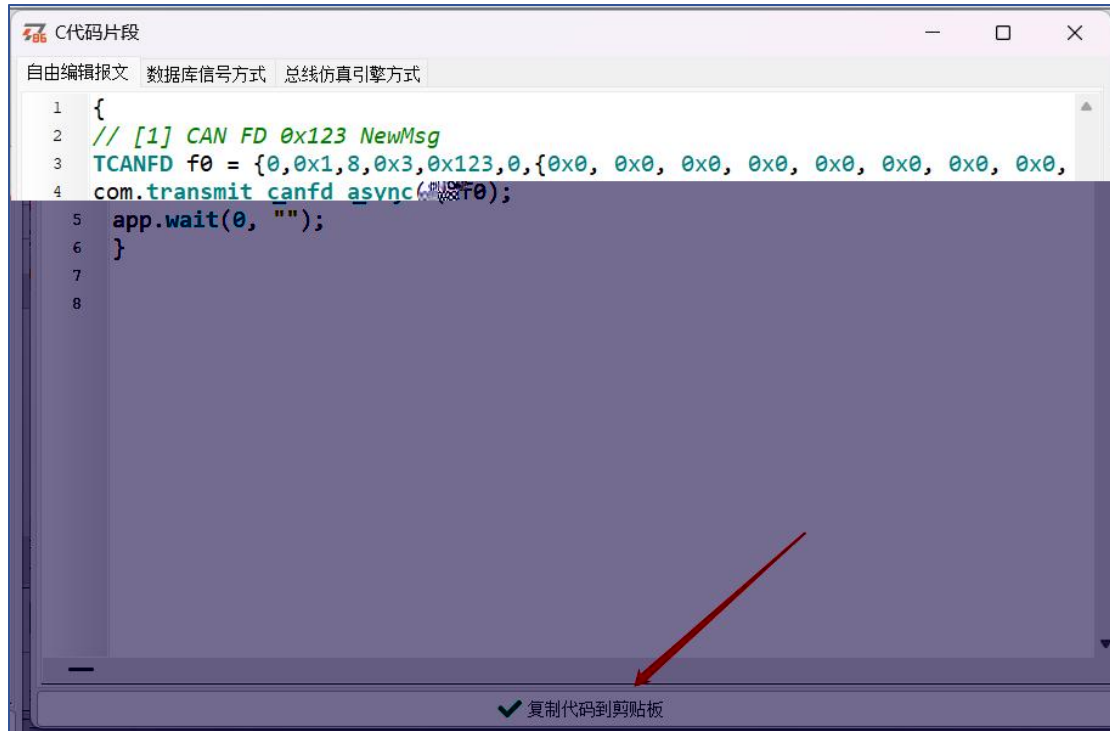 C代码片段
自由编辑报文 数据库信号方式 总线仿真引擎方式
1 {
2 // [1] CAN FD 0x123 NewMsg
3 TCANFD f0 = {0,0x1,8,0x3,0x123,0,{0x0, 0x0, 0x0, 0x0, 0x0, 0x0, 0x0, 0x0,
4 com.transmit_canfd_async( f0);
5 app.wait(0, "");
6 }
7
8
复制代码到剪贴板